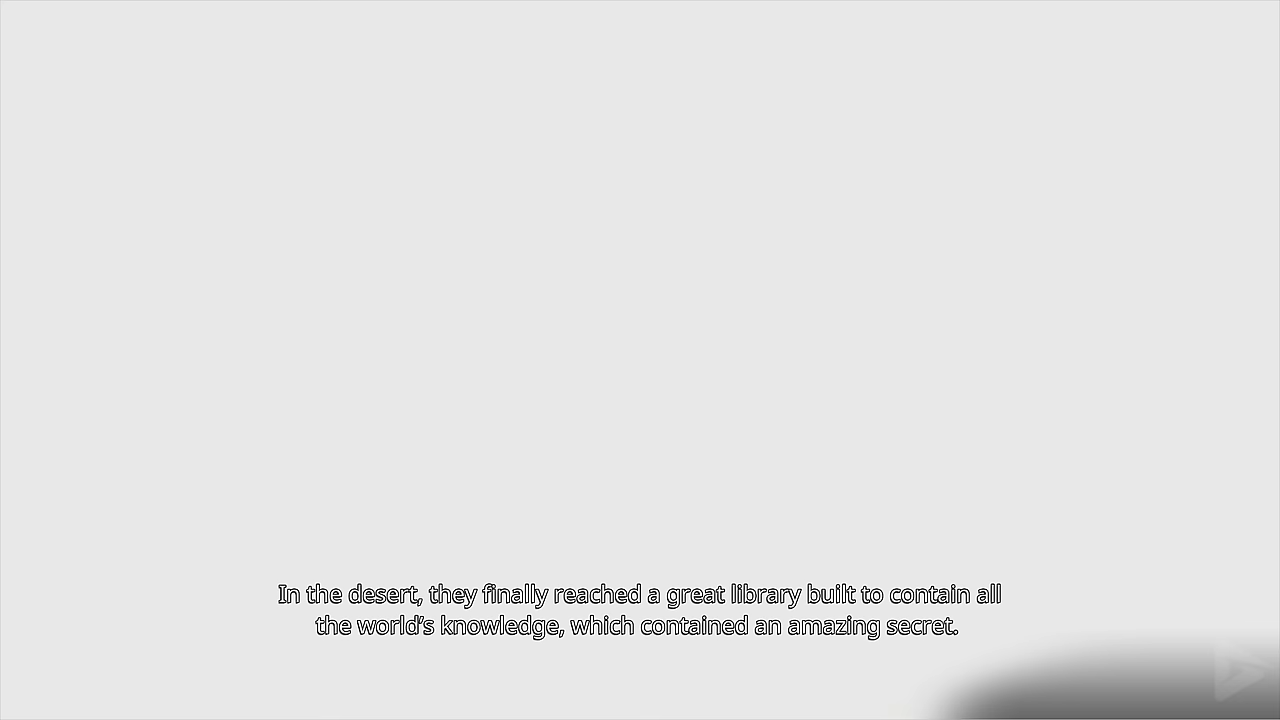 In the desert, they finally reached a great library built to contain all
the world's knowledge, which contained an amazing secret.